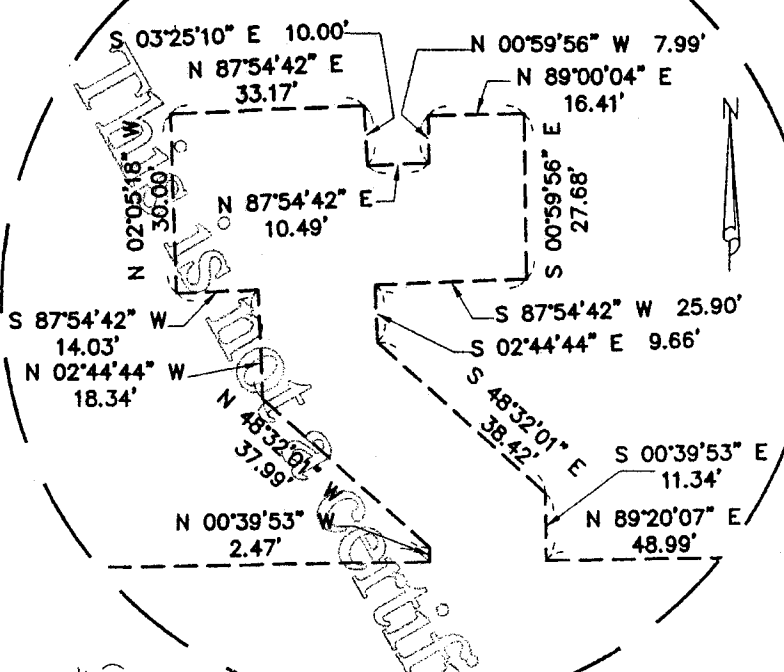 S 03°25'10" E 10.00'
N 00°59'56" W 7.99'
N 87°54'42" E
33.17'
N 89°00'04" E
16.41'
N
N 02°05'18" W
30.00'
N 87°54'42" E
10.49'
S 00°59'56" E
27.68'
S 87°54'42" W
14.03'
S 87°54'42" W 25.90'
S 02°44'44" E 9.66'
N 02°44'44" W
18.34'
N 48°32'01" W
37.99'
S 48°32'01" E
38.42'
S 00°39'53" E
11.34'
N 00°39'53" W
2.47'
N 89°20'07" E
48.99'
This is not a certif